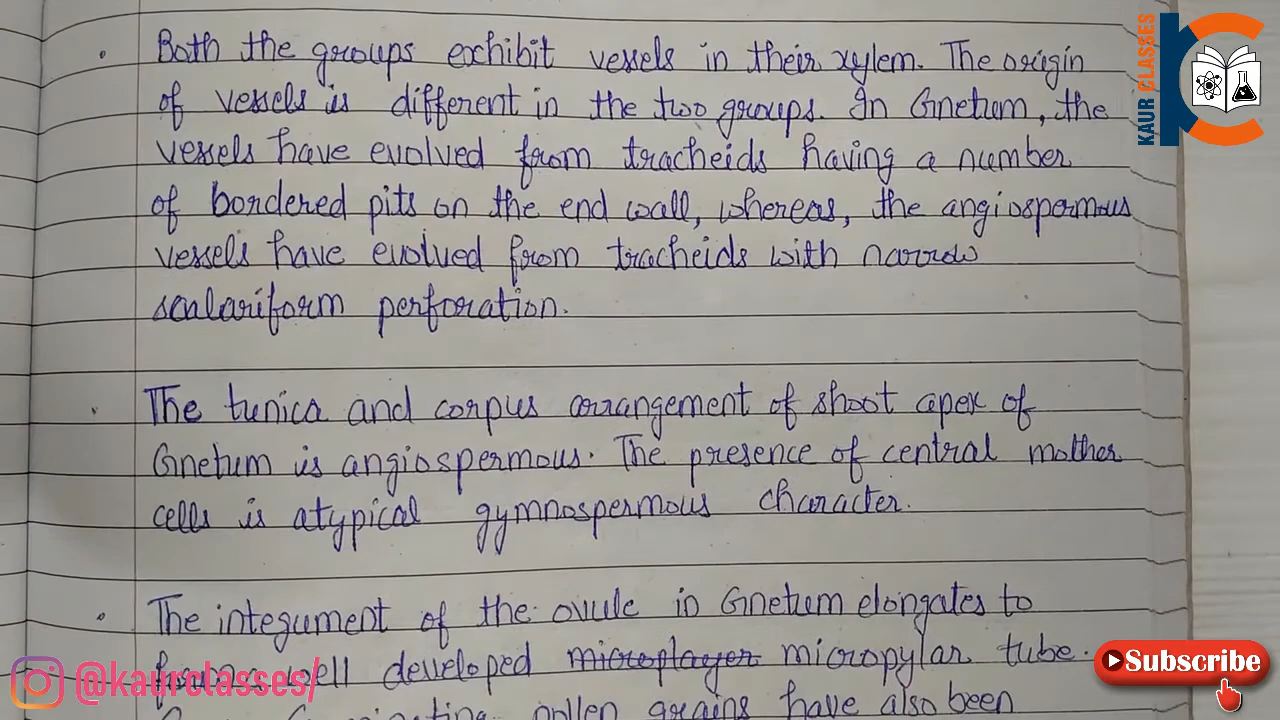 Both the groups exhibit vessels in their xylem. The origin
of vessels is different in the two groups. In Gnetum, the
vessels have evolved from tracheids having a number
of bordered pits on the end wall, whereas, the angiospermous
vessels have evolved from tracheids with narrow
scalariform perforation.
The tunica and corpus arrangement of shoot apex of
Gnetum is angiospermous. The presence of central mother
cells is atypical gymnospermous character.
The integument of the ovule in Gnetum elongates to
well developed microplayer micropylar tube.
pollen grains have also been
KAUR CLASSES
@kaurclasses/
Subscribe